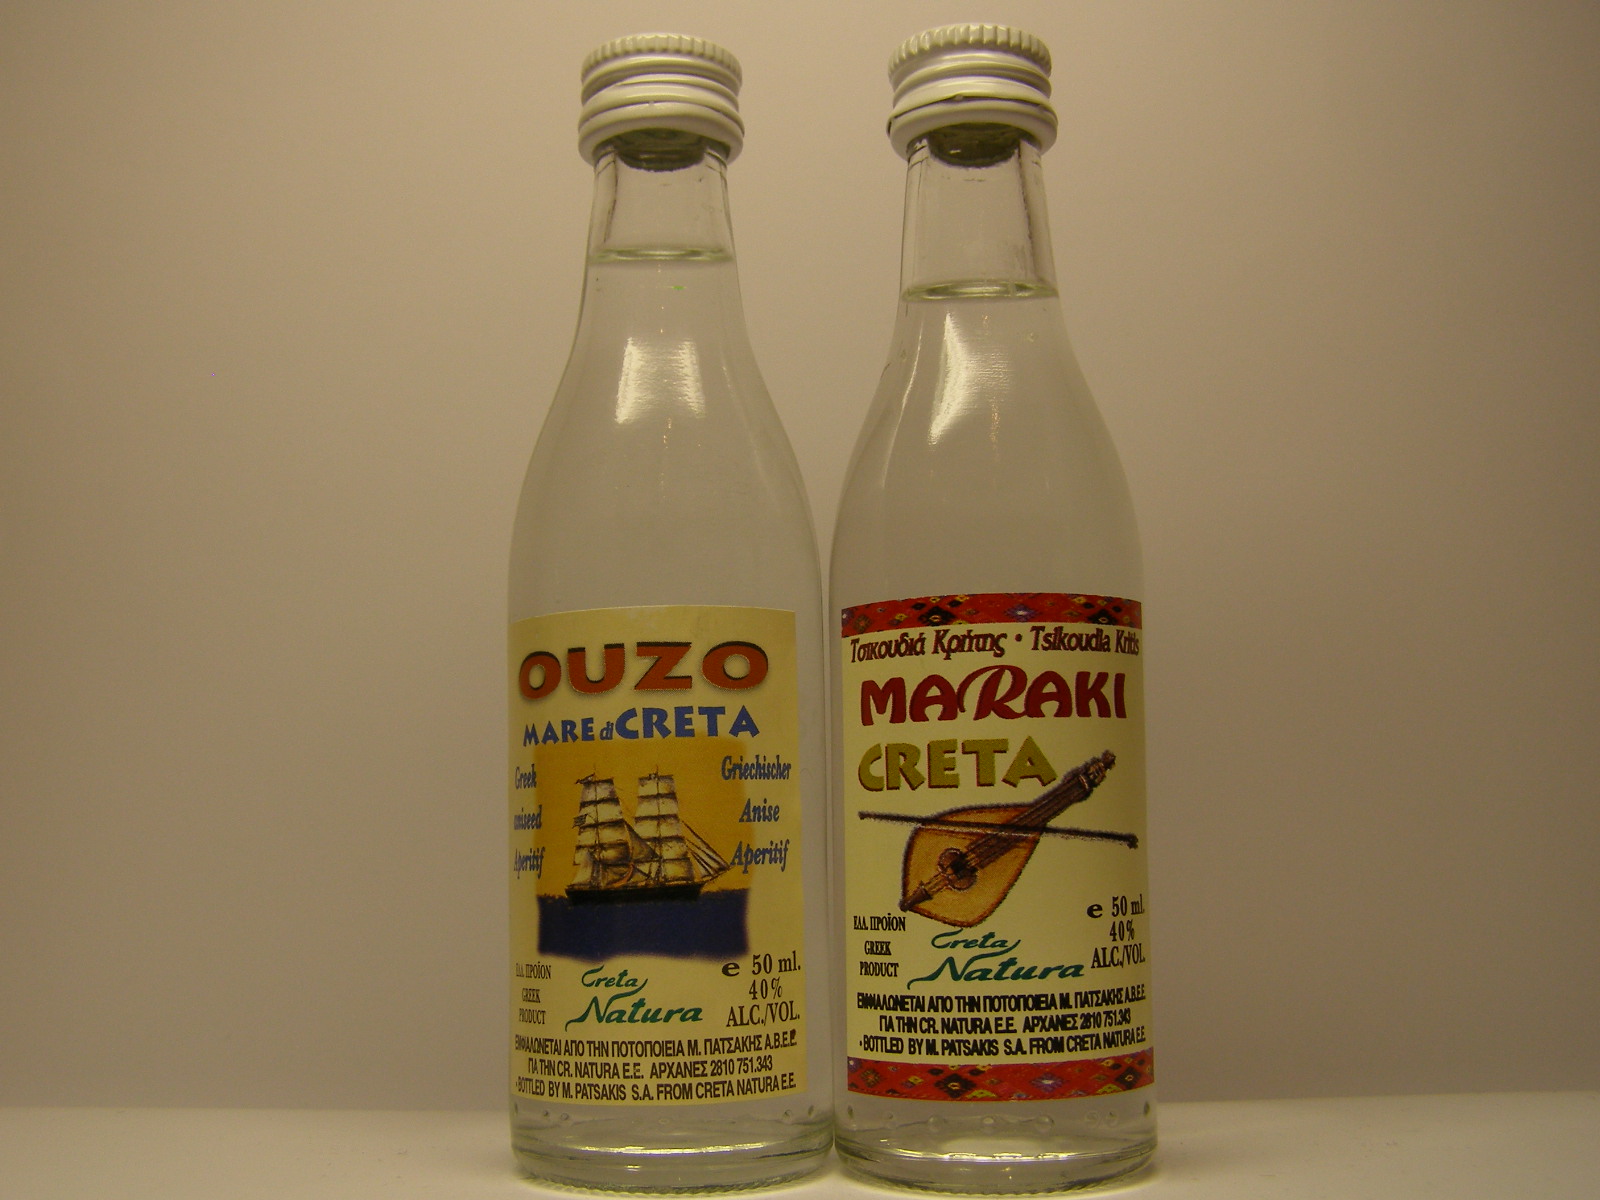 OUZO
MARE di CRETA
Greek
aniseed
Aperitif
Griechischer
Anise
Aperitif
ΕΛΛ. ΠΡΟΪΟΝ
GREEK
PRODUCT
Creta
Natura
e 50 ml.
40%
ALC./VOL.
ΕΜΦΙΑΛΩΝΕΤΑΙ ΑΠΟ ΤΗΝ ΠΟΤΟΠΟΙΕΙΑ Μ. ΠΑΤΣΑΚΗΣ Α.Β.Ε.Ε.
ΓΙΑ ΤΗΝ CR. NATURA E.E. ΑΡΧΑΝΕΣ 2810 751.343
• BOTTLED BY M. PATSAKIS S.A. FROM CRETA NATURA E.E.
Τσικουδιά Κρήτης • Tsikoudia Kritis
MARAKI
CRETA
ΕΛΛ. ΠΡΟΪΟΝ
GREEK
PRODUCT
Creta
Natura
e 50 ml.
40%
ALC./VOL.
ΕΜΦΙΑΛΩΝΕΤΑΙ ΑΠΟ ΤΗΝ ΠΟΤΟΠΟΙΕΙΑ Μ. ΠΑΤΣΑΚΗΣ Α.Β.Ε.Ε.
ΓΙΑ ΤΗΝ CR. NATURA E.E. ΑΡΧΑΝΕΣ 2810 751.343
• BOTTLED BY M. PATSAKIS S.A. FROM CRETA NATURA E.E.